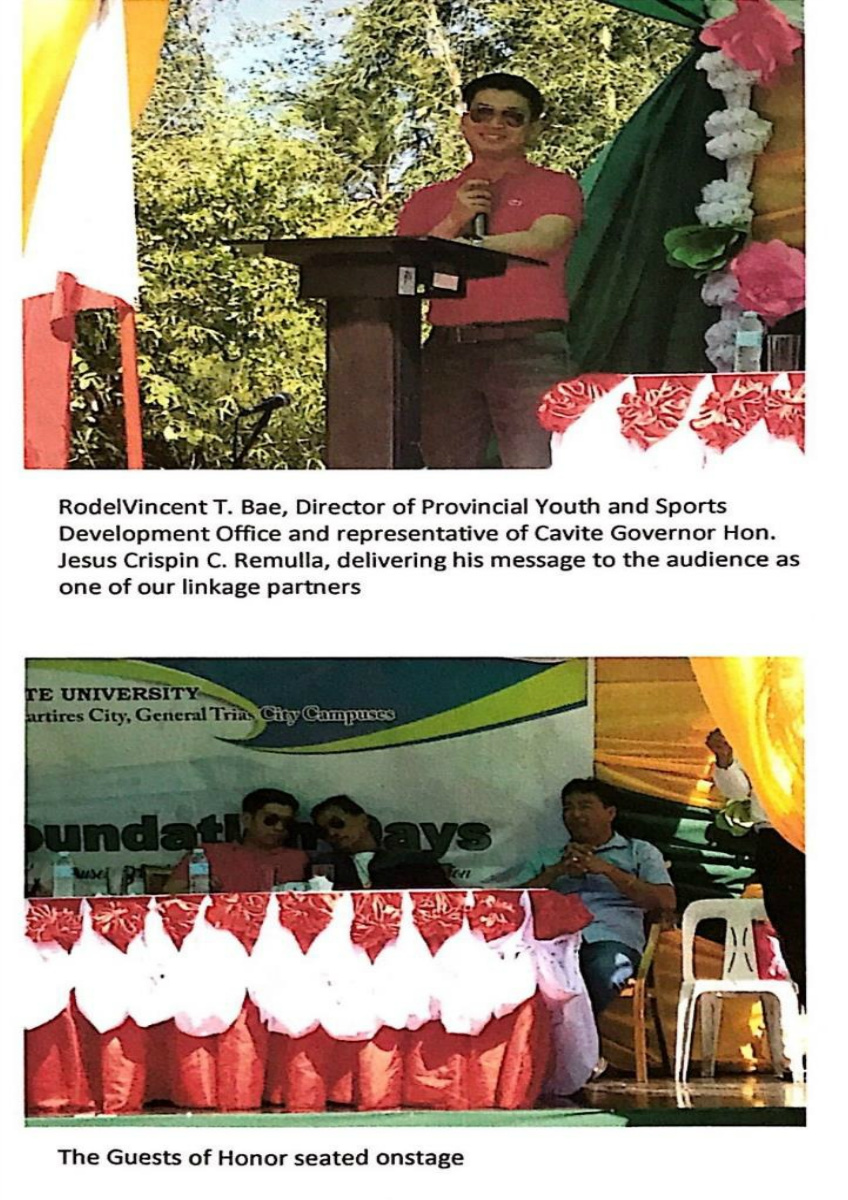 RodelVincent T. Bae, Director of Provincial Youth and Sports
Development Office and representative of Cavite Governor Hon.
Jesus Crispin C. Remulla, delivering his message to the audience as
one of our linkage partners
TE UNIVERSITY
artires City, General Trias City Campuses
oundati n ays
The Guests of Honor seated onstage